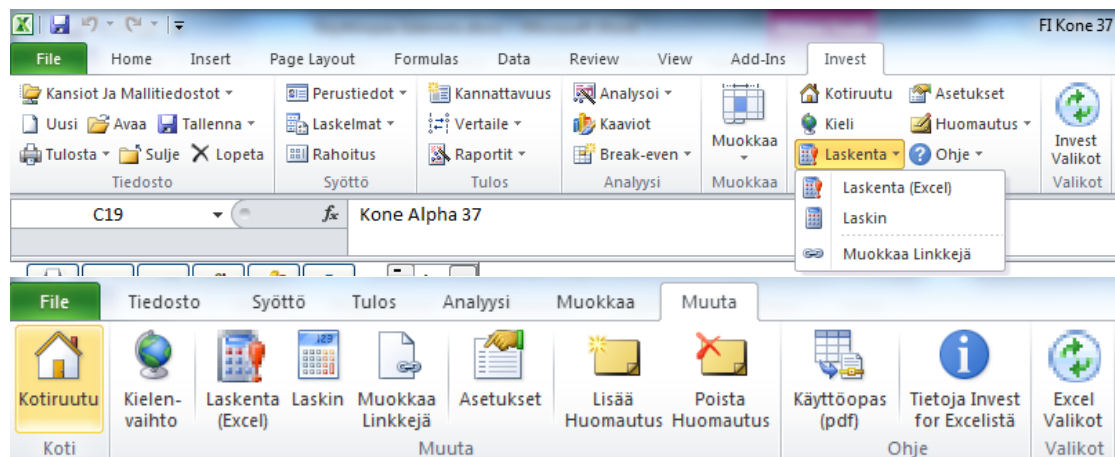 FI Kone 37
File Home Insert Page Layout Formulas Data Review View Add-Ins Invest
Kansiot Ja Mallitiedostot Perustiedot Kannattavuus Analysoi Kotiruutu Asetukset
Uusi Avaa Tallenna Laskelmat Vertaile Kaaviot Muokkaa Kieli Huomautus Invest Valikot
Tulosta Sulje Lopeta Rahoitus Raportit Break-even Laskenta Ohje
Tiedosto Syöttö Tulos Analyysi Muokkaa Valikot
Laskenta (Excel)
Laskin
Muokkaa Linkkejä
C19 fx Kone Alpha 37
File Tiedosto Syöttö Tulos Analyysi Muokkaa Muuta
123
Kotiruutu Kielen- Laskenta Laskin Muokkaa Asetukset Lisää Poista Käyttöopas Tietoja Invest Excel
vaihto (Excel) Linkkejä Huomautus Huomautus (pdf) for Excelistä Valikot
Koti Muuta Ohje Valikot